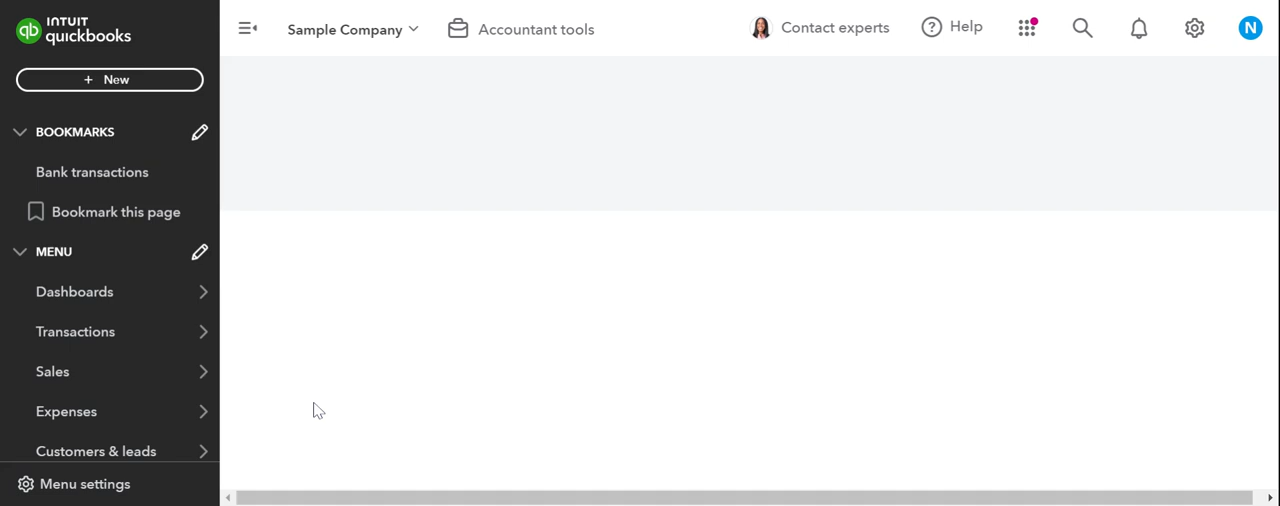 INTUIT
qb quickbooks
Sample Company
Accountant tools
Contact experts
? Help
N
+ New
BOOKMARKS
Bank transactions
Bookmark this page
MENU
Dashboards
Transactions
Sales
Expenses
Customers & leads
Menu settings